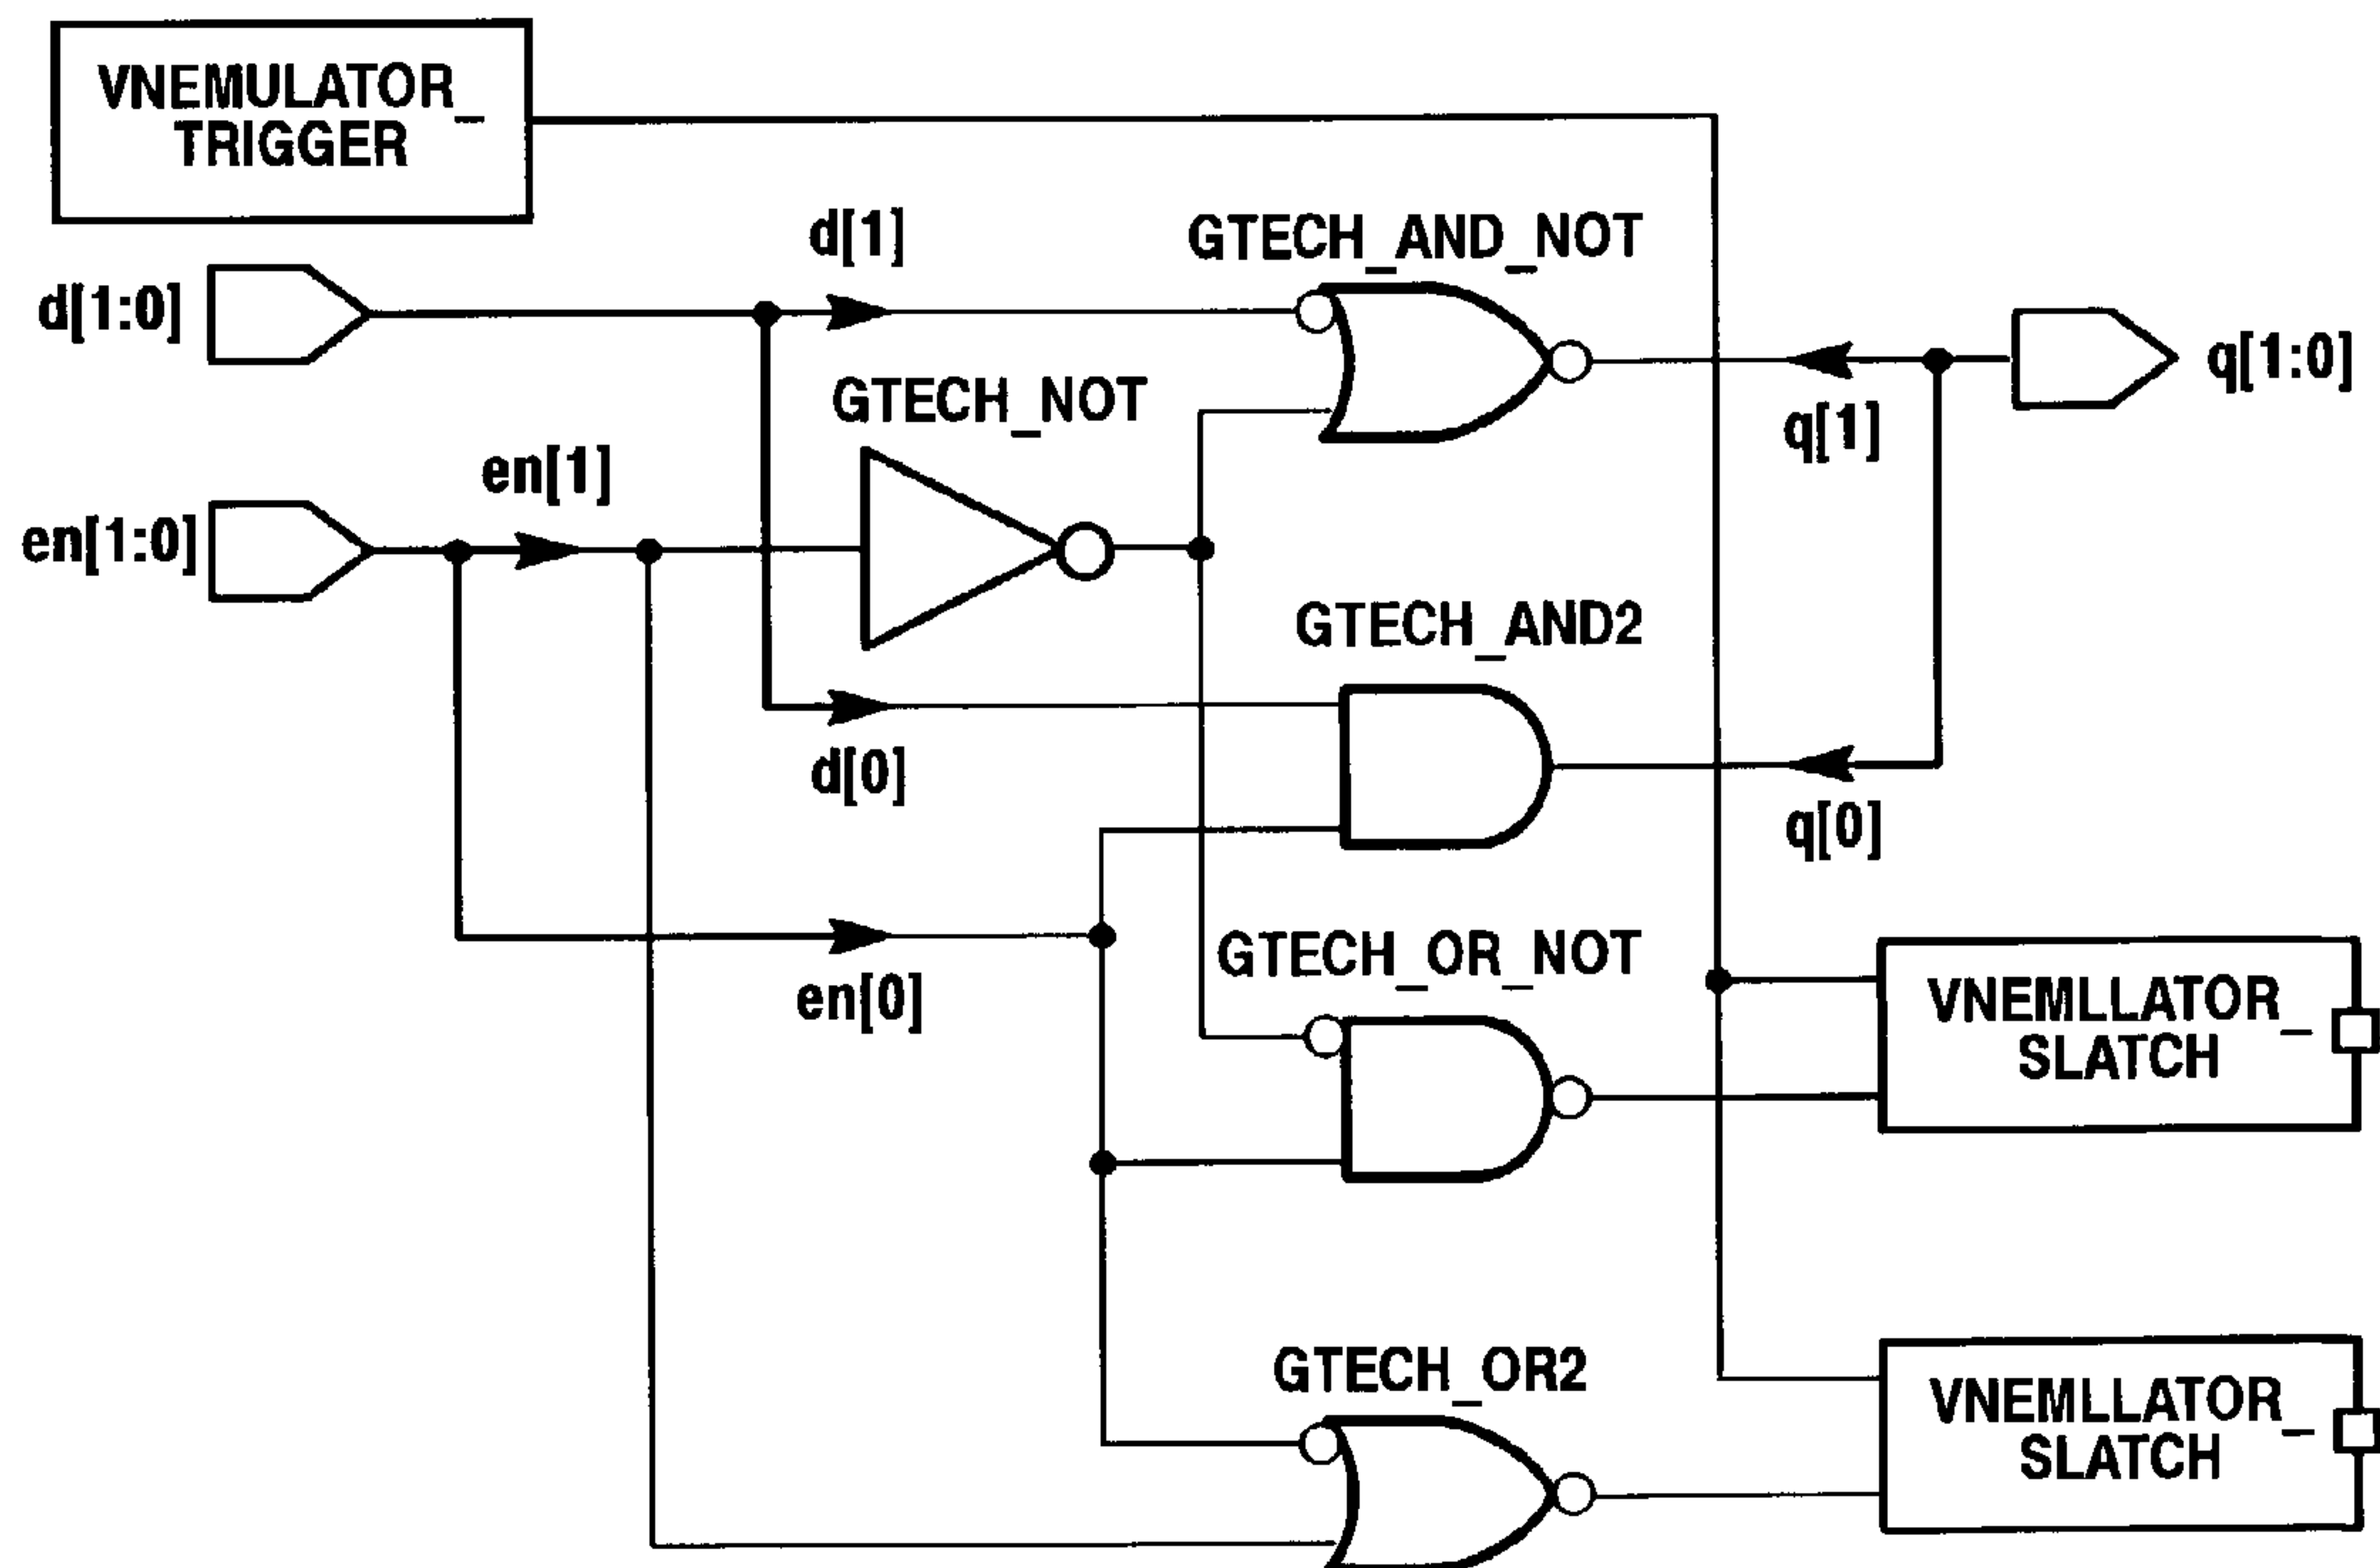 VNEMULATOR_
TRIGGER
d[1]
GTECH_AND_NOT
d[1:0]
q[1:0]
GTECH_NOT
q[1]
en[1]
en[1:0]
GTECH_AND2
d[0]
q[0]
GTECH_OR_NOT
en[0]
VNEMLLATOR_
SLATCH
GTECH_OR2
VNEMLLATOR_
SLATCH